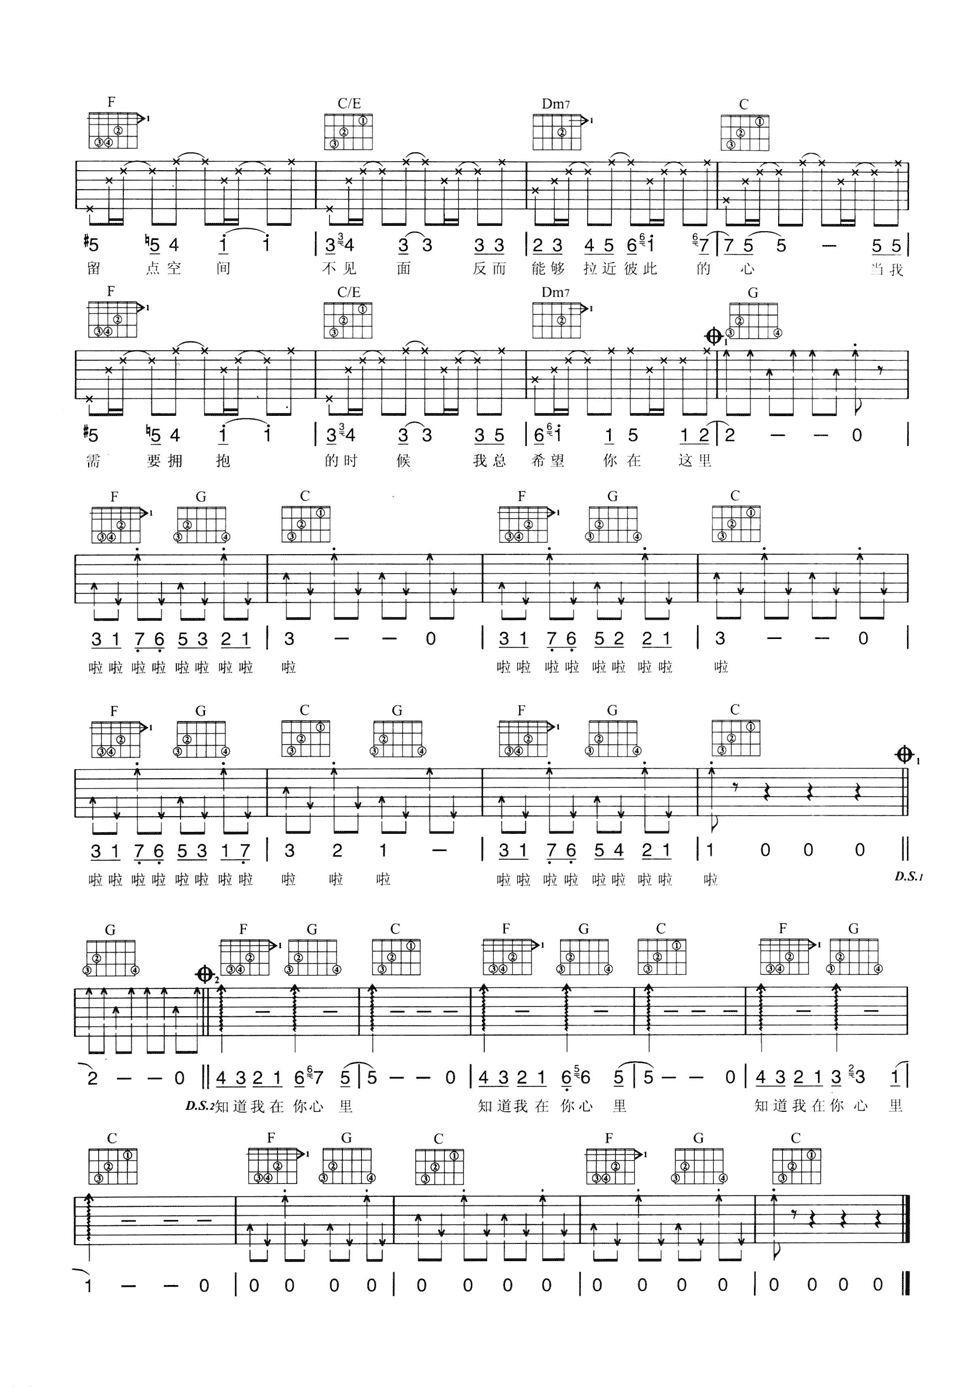 F C/E Dm7 C
#5 ♮5 4 i i | 3 3 4 3 3 3 3 | 2 3 4 5 6 6 i 6 7 | 7 5 5 — 5 5 |
留 点 空 间 不 见 面 反 而 能 够 拉 近 彼 此 的 心 当 我
F C/E Dm7 G
#5 ♮5 4 i i | 3 3 4 3 3 3 5 | 6 6 i 1 5 1 2 | 2 — — 0 |
需 要 拥 抱 的 时 候 我 总 希 望 你 在 这 里
F G C F G C
3 1 7 6 5 3 2 1 | 3 — — 0 | 3 1 7 6 5 2 2 1 | 3 — — 0 |
啦 啦 啦 啦 啦 啦 啦 啦 啦 啦 啦 啦 啦 啦 啦 啦 啦 啦
F G C G F G C
3 1 7 6 5 3 1 7 | 3 2 1 — | 3 1 7 6 5 4 2 1 | 1 0 0 0 ||
啦 啦 啦 啦 啦 啦 啦 啦 啦 啦 啦 啦 啦 啦 啦 啦 啦 啦 啦 啦
D.S.1
G F G C F G C F G
2 — — 0 || 4 3 2 1 6 6 7 5 | 5 — — 0 | 4 3 2 1 6 5 6 5 | 5 — — 0 | 4 3 2 1 3 2 3 1 |
D.S.2 知 道 我 在 你 心 里 知 道 我 在 你 心 里 知 道 我 在 你 心 里
C F G C F G C
1 — — 0 | 0 0 0 0 | 0 0 0 0 | 0 0 0 0 | 0 0 0 0 ||